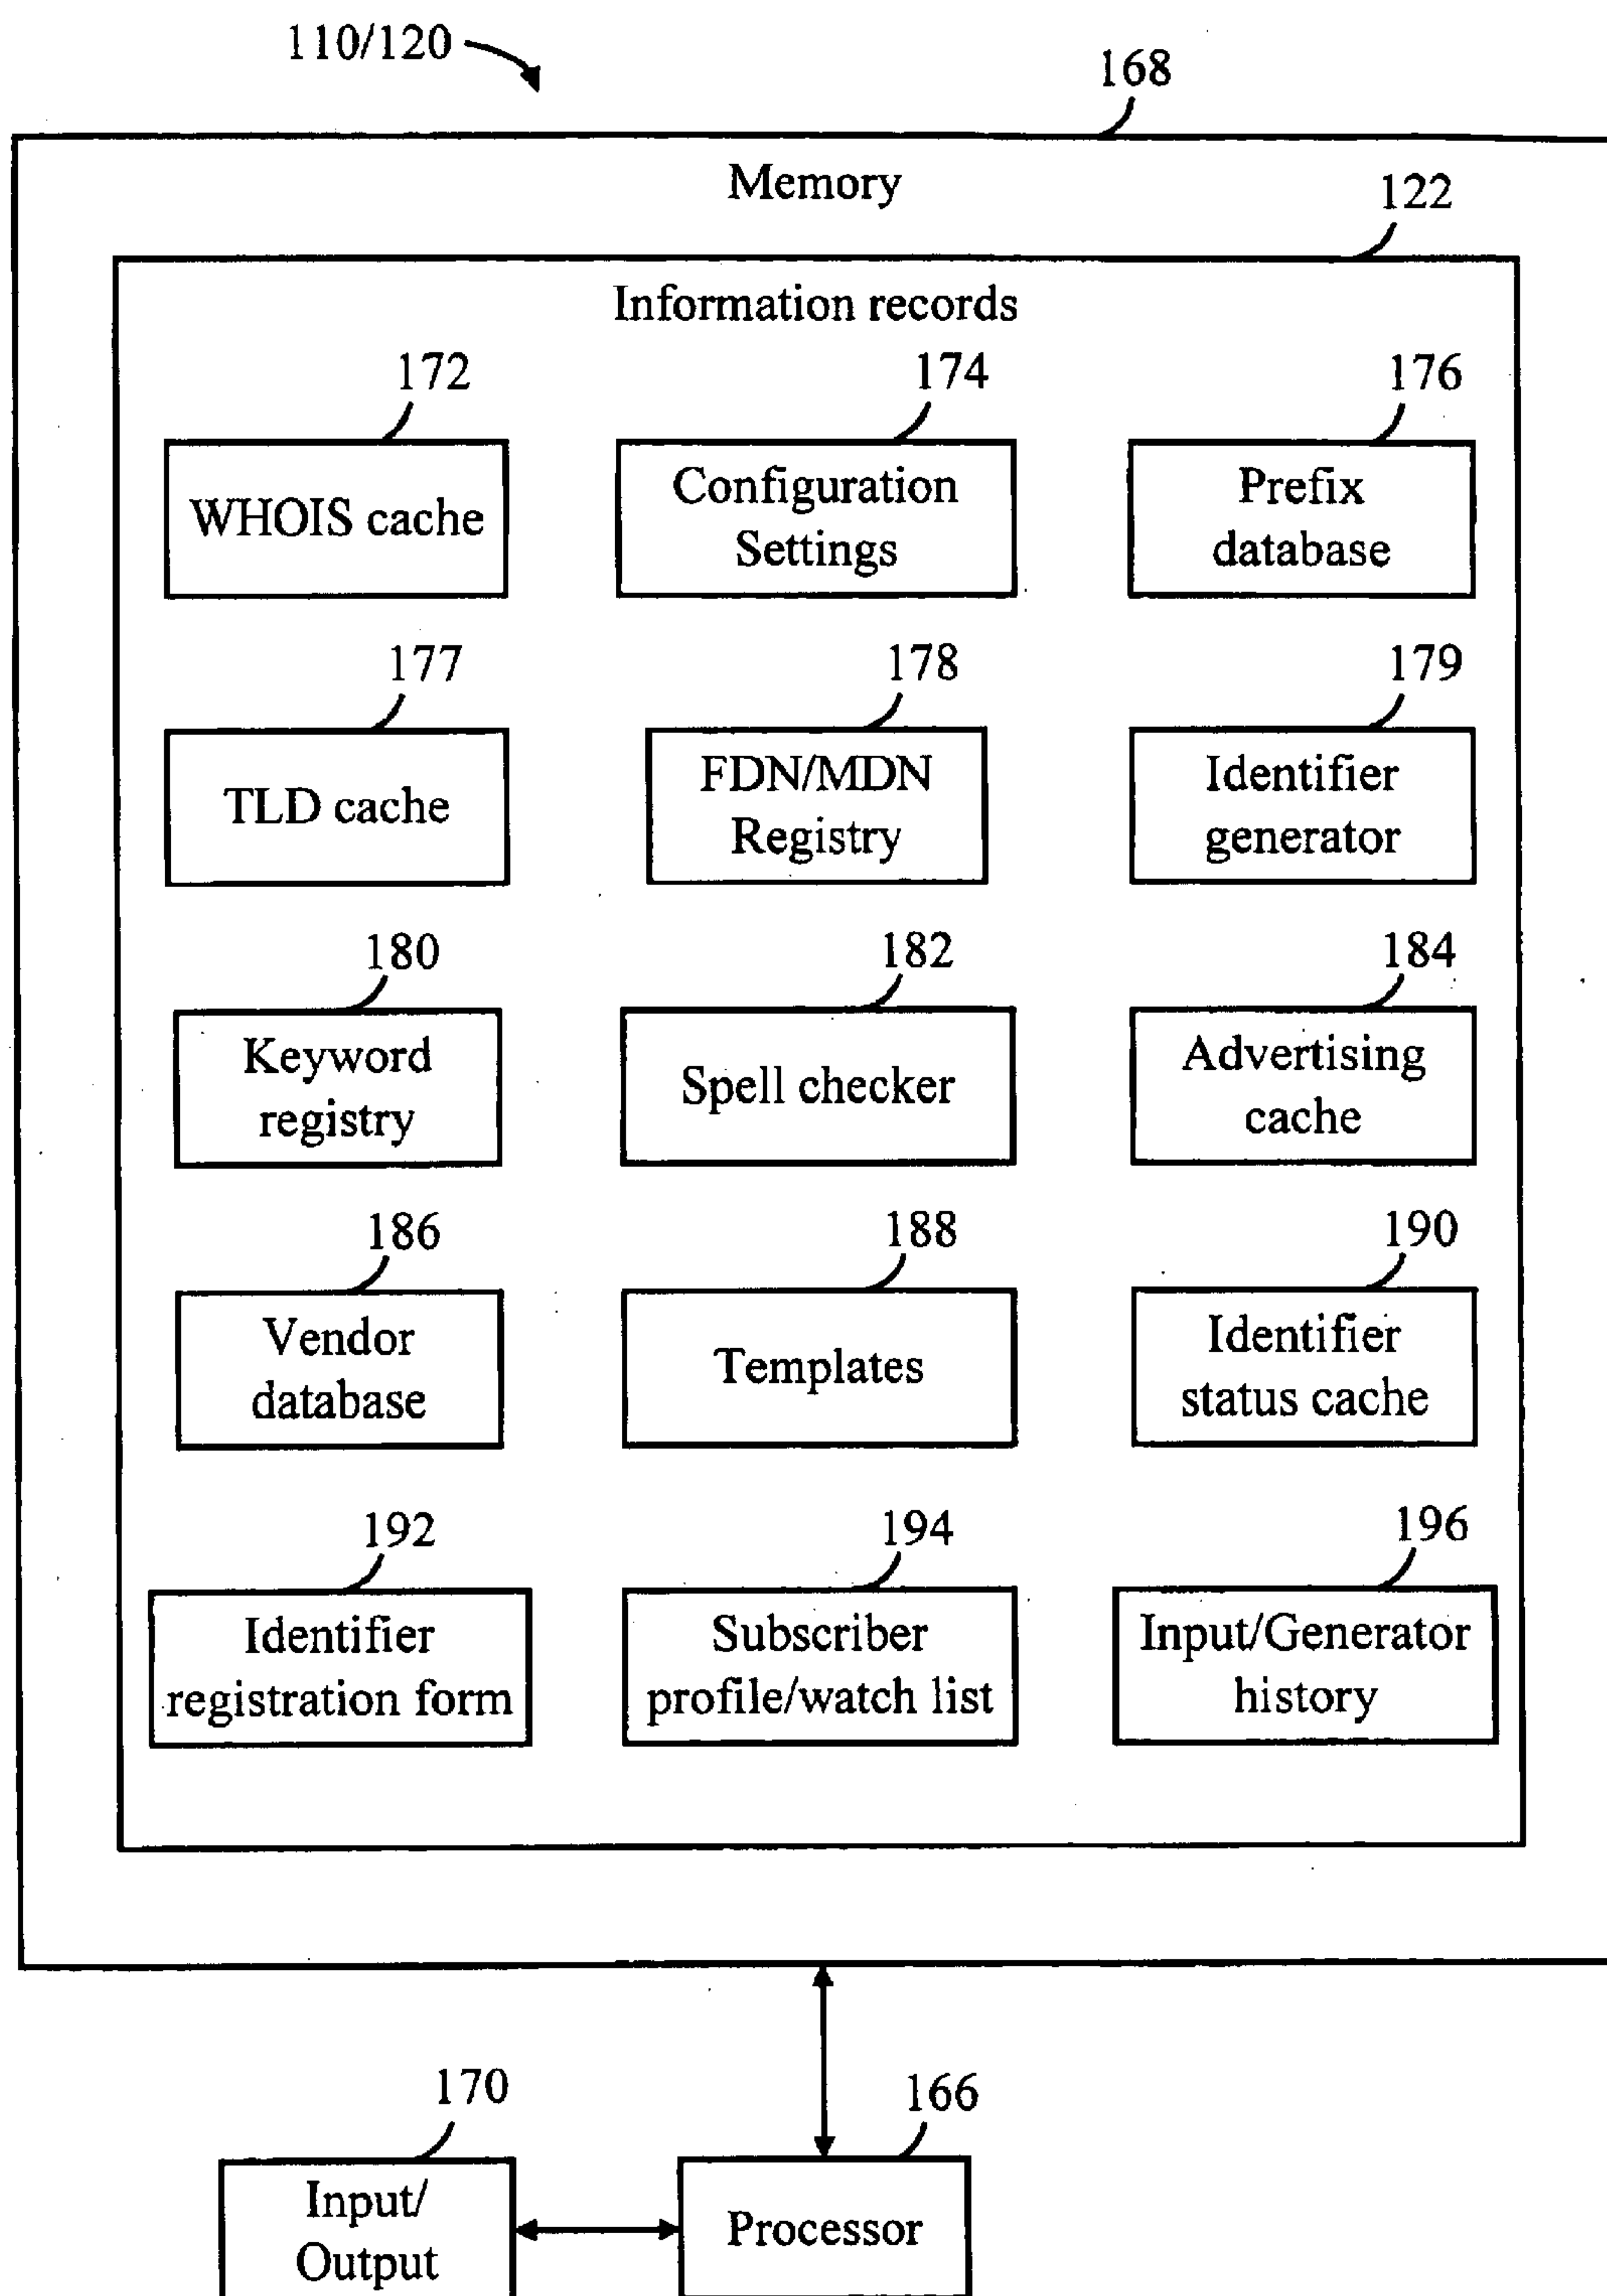 110/120
168
Memory
122
Information records
172
174
176
WHOIS cache
Configuration
Settings
Prefix
database
177
178
179
TLD cache
FDN/MDN
Registry
Identifier
generator
180
182
184
Keyword
registry
Spell checker
Advertising
cache
186
188
190
Vendor
database
Templates
Identifier
status cache
192
194
196
Identifier
registration form
Subscriber
profile/watch list
Input/Generator
history
170
166
Input/
Output
Processor